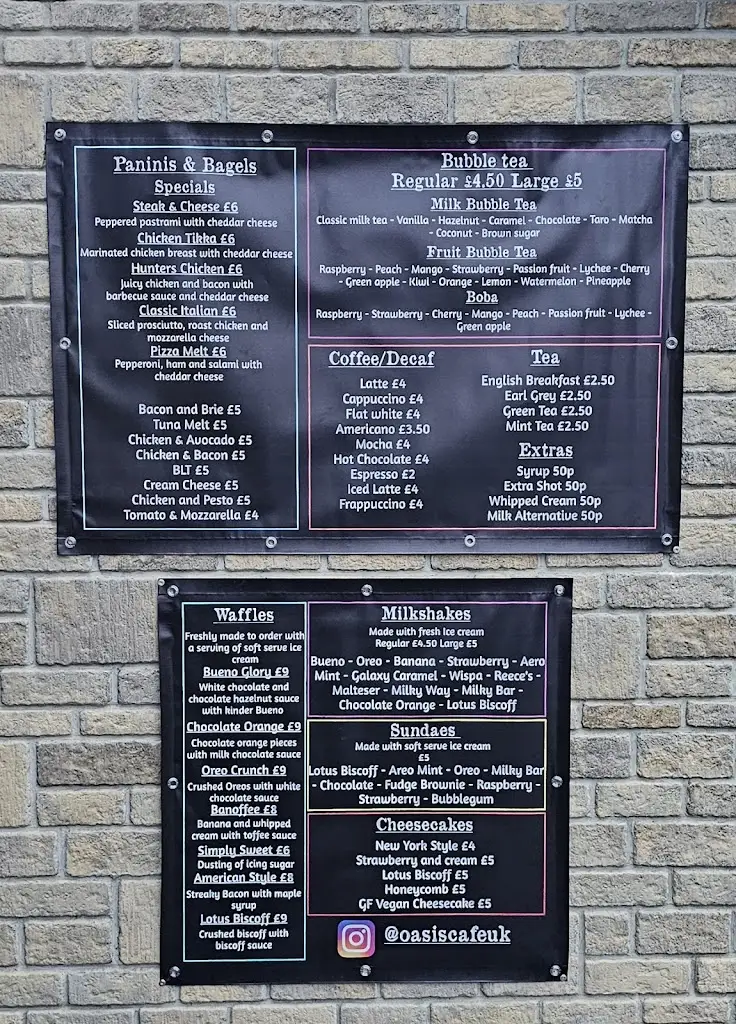 Paninis & Bagels
Specials
Steak & Cheese £6
Peppered pastrami with cheddar cheese
Chicken Tikka £6
Marinated chicken breast with cheddar cheese
Hunters Chicken £6
Juicy chicken and bacon with
barbecue sauce and cheddar cheese
Classic Italian £6
Sliced prosciutto, roast chicken and
mozzarella cheese
Pizza Melt £6
Pepperoni, ham and salami with
cheddar cheese
Bacon and Brie £5
Tuna Melt £5
Chicken & Avocado £5
Chicken & Bacon £5
BLT £5
Cream Cheese £5
Chicken and Pesto £5
Tomato & Mozzarella £4
Bubble tea
Regular £4.50 Large £5
Milk Bubble Tea
Classic milk tea - Vanilla - Hazelnut - Caramel - Chocolate - Taro - Matcha
- Coconut - Brown sugar
Fruit Bubble Tea
Raspberry - Peach - Mango - Strawberry - Passion fruit - Lychee - Cherry
- Green apple - Kiwi - Orange - Lemon - Watermelon - Pineapple
Boba
Raspberry - Strawberry - Cherry - Mango - Peach - Passion fruit - Lychee -
Green apple
Coffee/Decaf
Latte £4
Cappuccino £4
Flat white £4
Americano £3.50
Mocha £4
Hot Chocolate £4
Espresso £2
Iced Latte £4
Frappuccino £4
Tea
English Breakfast £2.50
Earl Grey £2.50
Green Tea £2.50
Mint Tea £2.50
Extras
Syrup 50p
Extra Shot 50p
Whipped Cream 50p
Milk Alternative 50p
Waffles
Freshly made to order with
a serving of soft serve ice
cream
Bueno Glory £9
White chocolate and
chocolate hazelnut sauce
with kinder Bueno
Chocolate Orange £9
Chocolate orange pieces
with milk chocolate sauce
Oreo Crunch £9
Crushed Oreos with white
chocolate sauce
Banoffee £8
Banana and whipped
cream with toffee sauce
Simply Sweet £6
Dusting of icing sugar
American Style £8
Streaky Bacon with maple
syrup
Lotus Biscoff £9
Crushed biscoff with
biscoff sauce
Milkshakes
Made with fresh ice cream
Regular £4.50 Large £5
Bueno - Oreo - Banana - Strawberry - Aero
Mint - Galaxy Caramel - Wispa - Reece's -
Malteser - Milky Way - Milky Bar -
Chocolate Orange - Lotus Biscoff
Sundaes
Made with soft serve ice cream
£5
Lotus Biscoff - Areo Mint - Oreo - Milky Bar
- Chocolate - Fudge Brownie - Raspberry -
Strawberry - Bubblegum
Cheesecakes
New York Style £4
Strawberry and cream £5
Lotus Biscoff £5
Honeycomb £5
GF Vegan Cheesecake £5
@oasiscafeuk